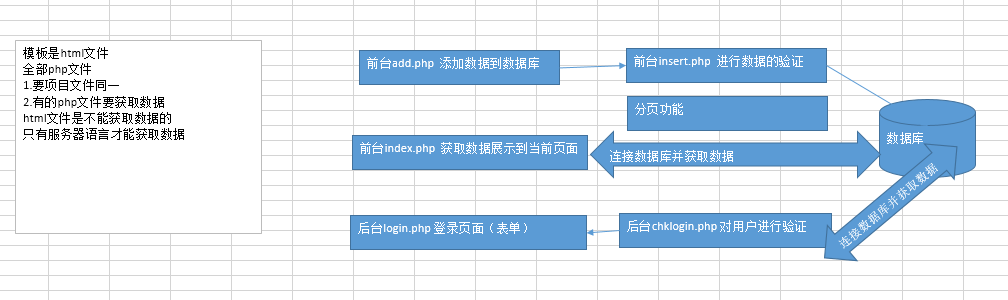 模板是html文件
全部php文件
1.要项目文件同一
2.有的php文件要获取数据
html文件是不能获取数据的
只有服务器语言才能获取数据
前台add.php 添加数据到数据库
前台insert.php 进行数据的验证
分页功能
数据库
前台index.php 获取数据展示到当前页面
连接数据库并获取数据
连接数据库并获取数据
后台login.php 登录页面（表单）
后台chklogin.php 对用户进行验证